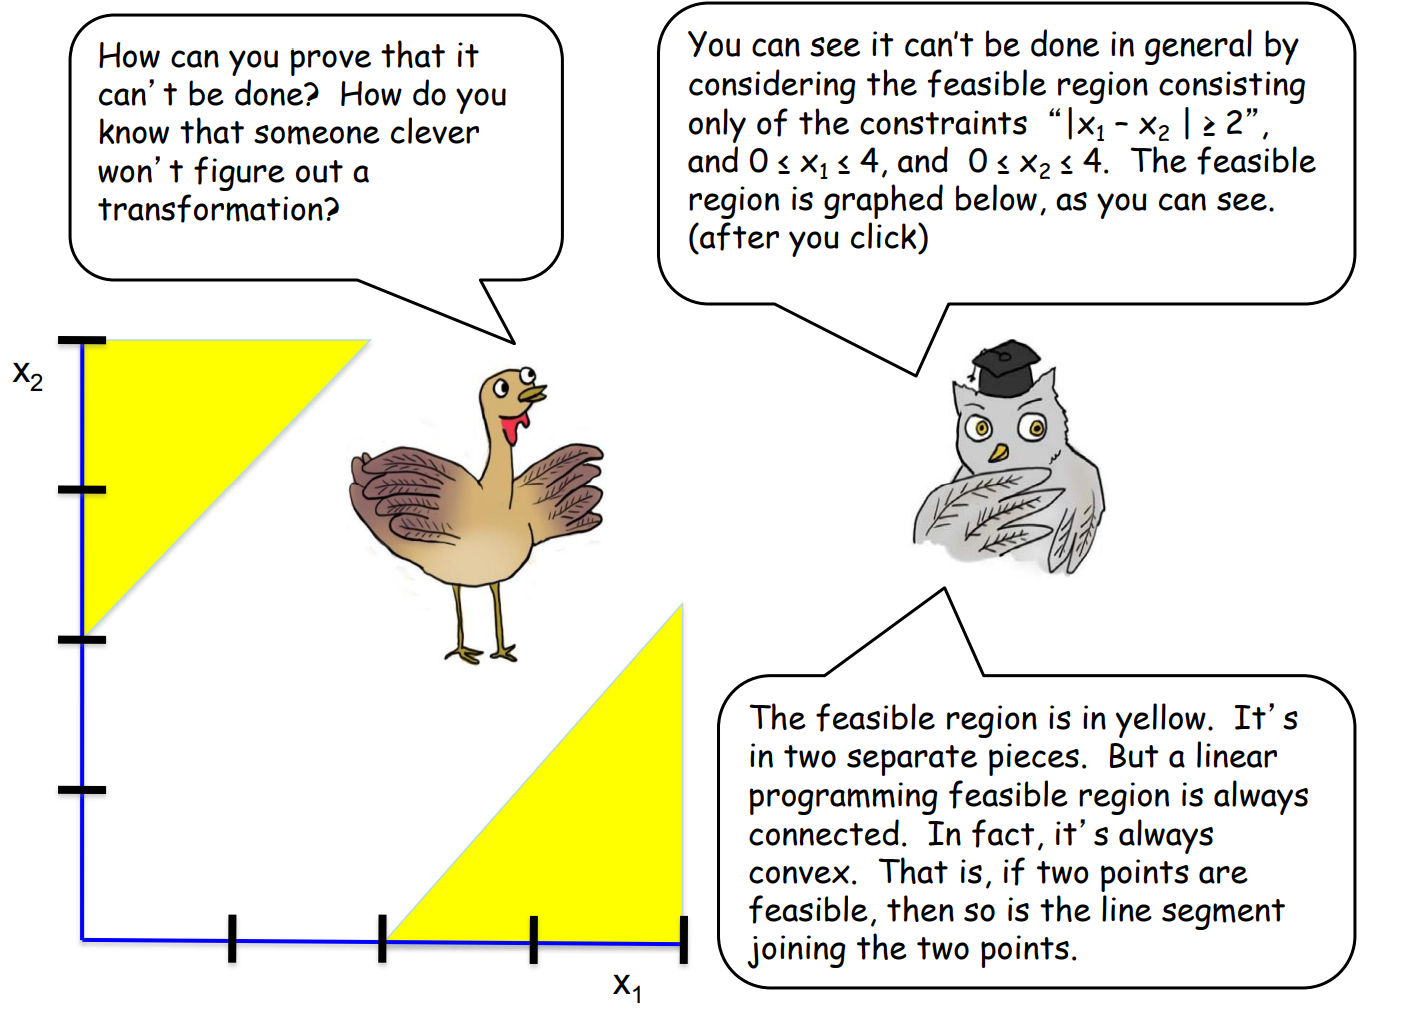 How can you prove that it
can’t be done?  How do you
know that someone clever
won’t figure out a
transformation?
You can see it can’t be done in general by
considering the feasible region consisting
only of the constraints  “|x₁ – x₂ | ≥ 2”,
and 0 ≤ x₁ ≤ 4, and  0 ≤ x₂ ≤ 4.  The feasible
region is graphed below, as you can see.
(after you click)
x₂
x₁
The feasible region is in yellow.  It’s
in two separate pieces.  But a linear
programming feasible region is always
connected.  In fact, it’s always
convex.  That is, if two points are
feasible, then so is the line segment
joining the two points.